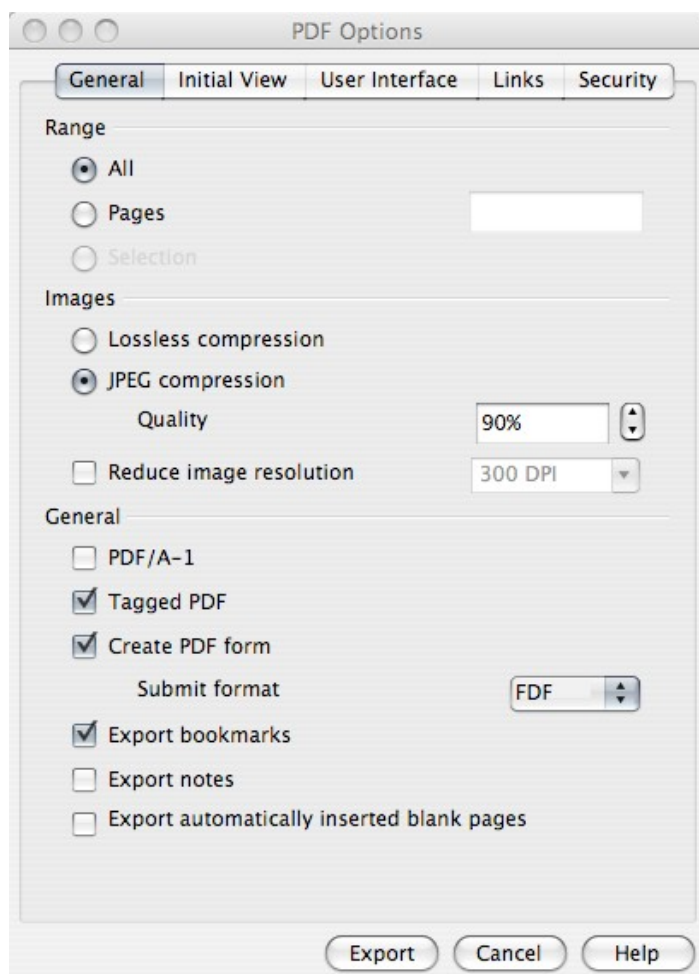 PDF Options
General Initial View User Interface Links Security
Range
All
Pages
Selection
Images
Lossless compression
JPEG compression
Quality 90%
Reduce image resolution 300 DPI
General
PDF/A-1
Tagged PDF
Create PDF form
Submit format FDF
Export bookmarks
Export notes
Export automatically inserted blank pages
Export Cancel Help